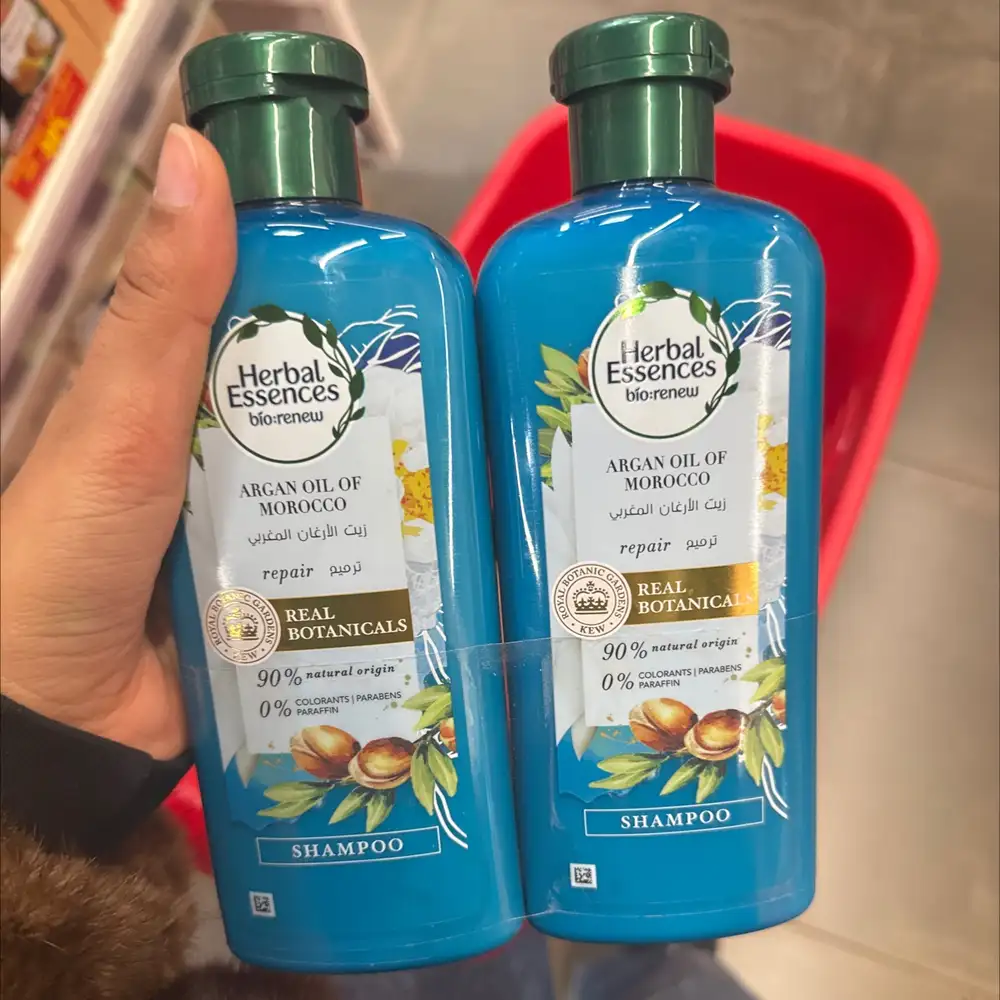 Herbal
Essences
bio:renew
ARGAN OIL OF
MOROCCO
زيت الأرغان المغربي
repair ترميم
ROYAL BOTANIC GARDENS
KEW
REAL
BOTANICALS
90% natural origin
0% COLORANTS | PARABENS
PARAFFIN
SHAMPOO
Herbal
Essences
bio:renew
ARGAN OIL OF
MOROCCO
زيت الأرغان المغربي
repair ترميم
ROYAL BOTANIC GARDENS
KEW
REAL
BOTANICALS
90% natural origin
0% COLORANTS | PARABENS
PARAFFIN
SHAMPOO